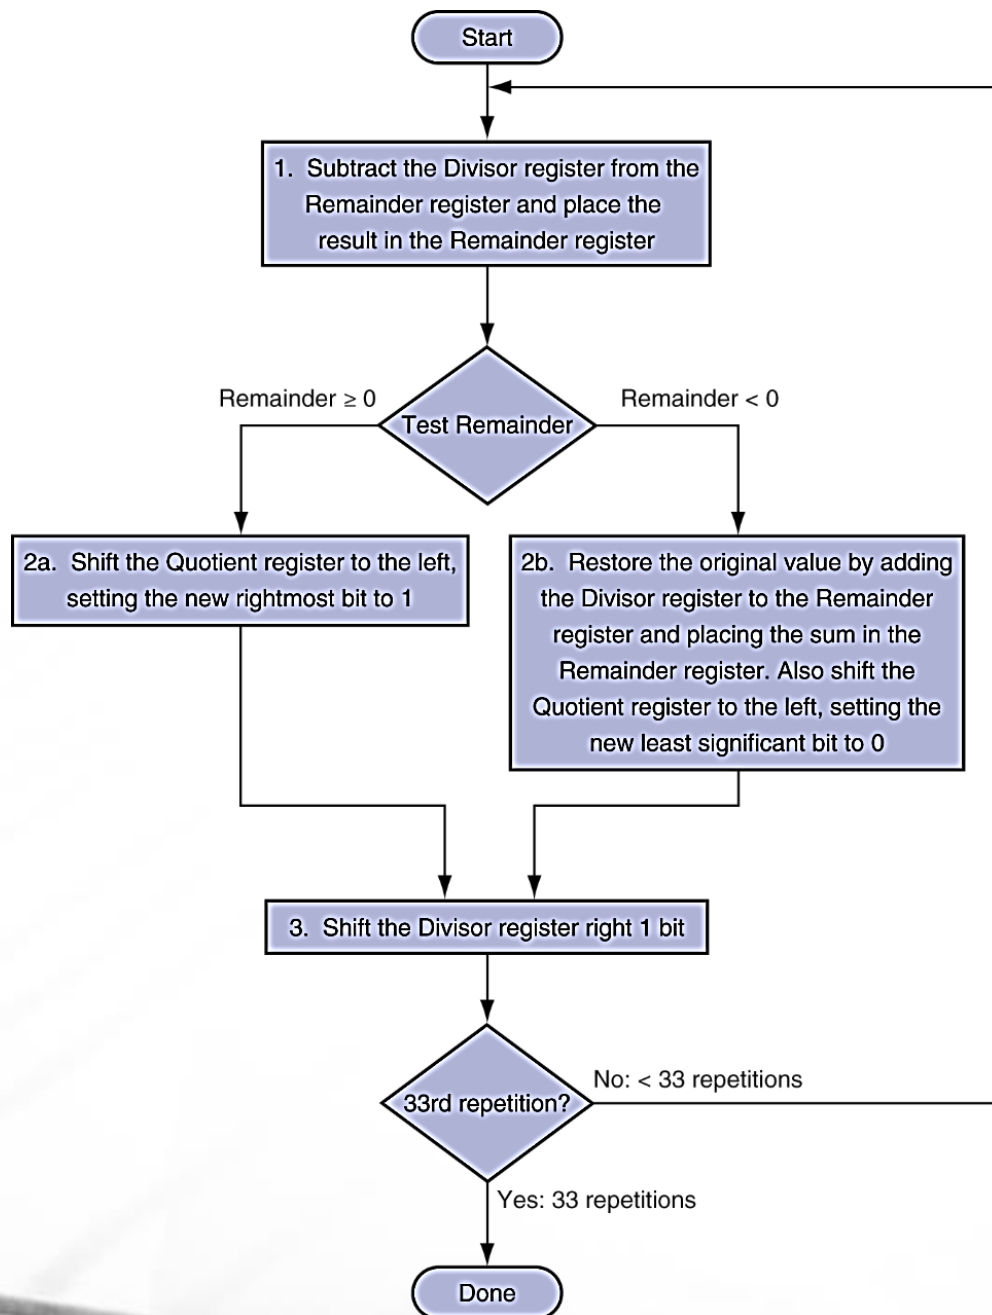 Start
1. Subtract the Divisor register from the
Remainder register and place the
result in the Remainder register
Remainder ≥ 0
Remainder < 0
Test Remainder
2a. Shift the Quotient register to the left,
setting the new rightmost bit to 1
2b. Restore the original value by adding
the Divisor register to the Remainder
register and placing the sum in the
Remainder register. Also shift the
Quotient register to the left, setting the
new least significant bit to 0
3. Shift the Divisor register right 1 bit
No: < 33 repetitions
33rd repetition?
Yes: 33 repetitions
Done